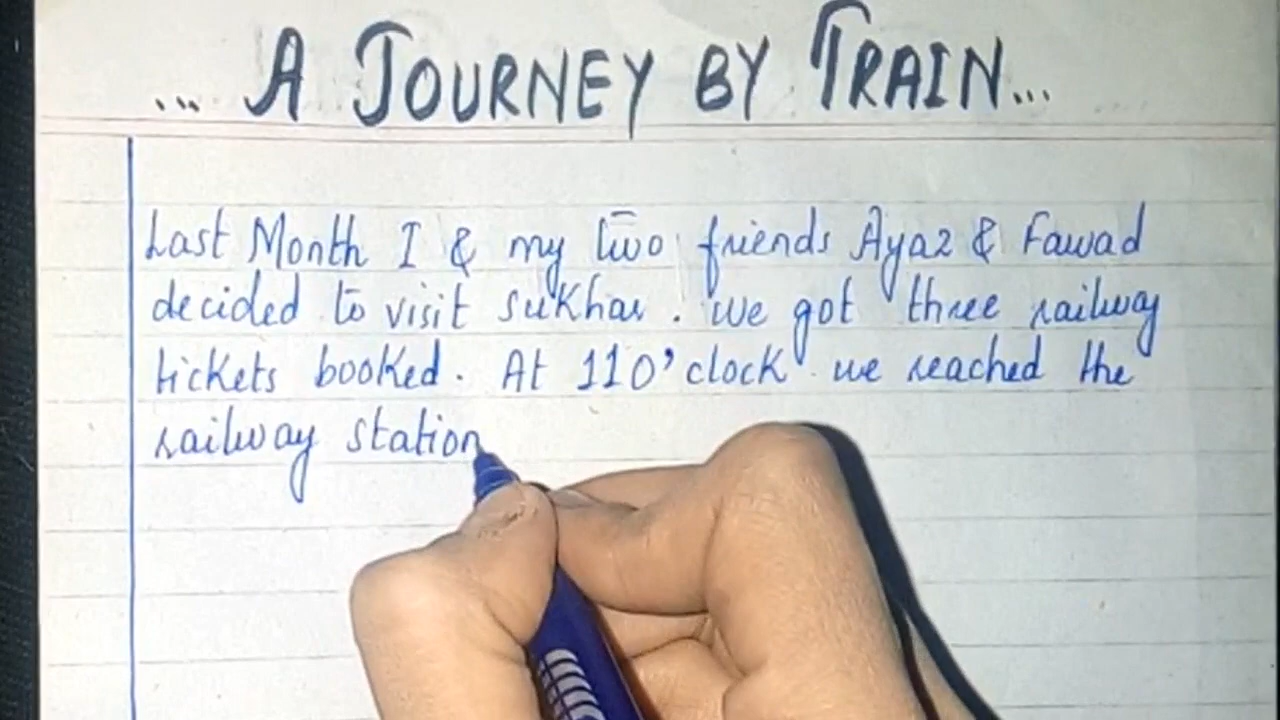 ... A JOURNEY BY TRAIN...
Last Month I & my two friends Ayaz & Fawad
decided to visit Sukhar. We got three railway
tickets booked. At 11 O'clock we reached the
railway station